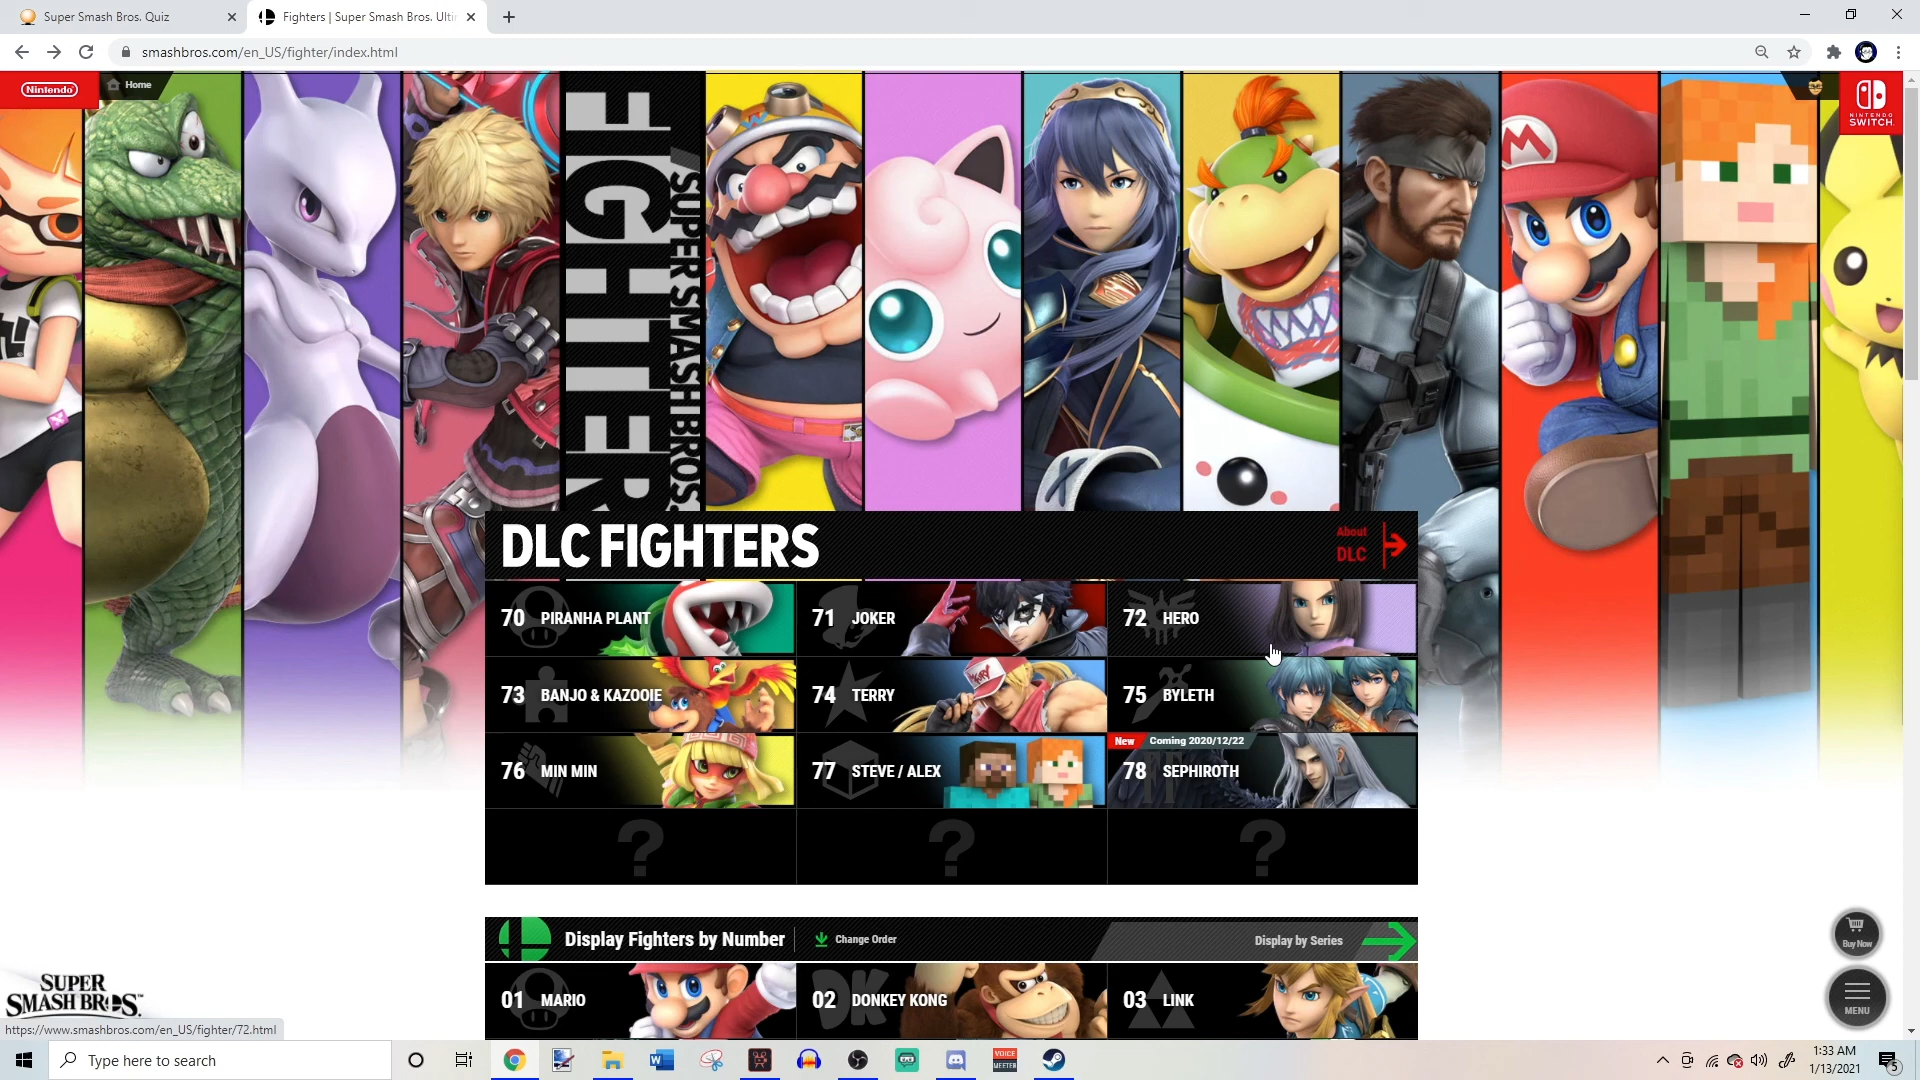 Super Smash Bros. Quiz
Fighters | Super Smash Bros. Ulti
smashbros.com/en_US/fighter/index.html
Nintendo
Home
FIGHTER
/SUPER SMASH BROS.
NINTENDO
SWITCH
DLC FIGHTERS
About
DLC
70 PIRANHA PLANT
71 JOKER
72 HERO
73 BANJO & KAZOOIE
74 TERRY
75 BYLETH
76 MIN MIN
77 STEVE / ALEX
New Coming 2020/12/22
78 SEPHIROTH
? ? ?
Display Fighters by Number
Change Order
Display by Series
01 MARIO
02 DONKEY KONG
03 LINK
Buy Now
MENU
SUPER
SMASH BROS.
https://www.smashbros.com/en_US/fighter/72.html
Type here to search
VOICE
MEETER
1:33 AM
1/13/2021
5